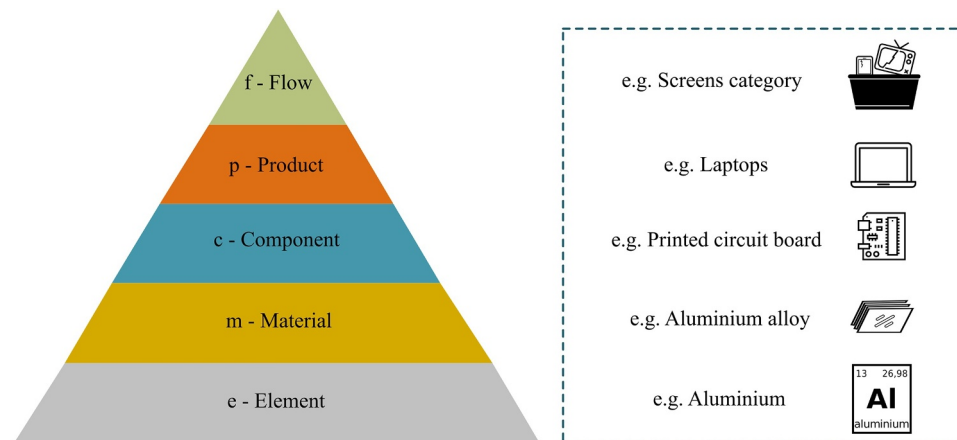 f - Flow
e.g. Screens category
p - Product
e.g. Laptops
c - Component
e.g. Printed circuit board
m - Material
e.g. Aluminium alloy
e - Element
e.g. Aluminium
13 26,98
Al
aluminium